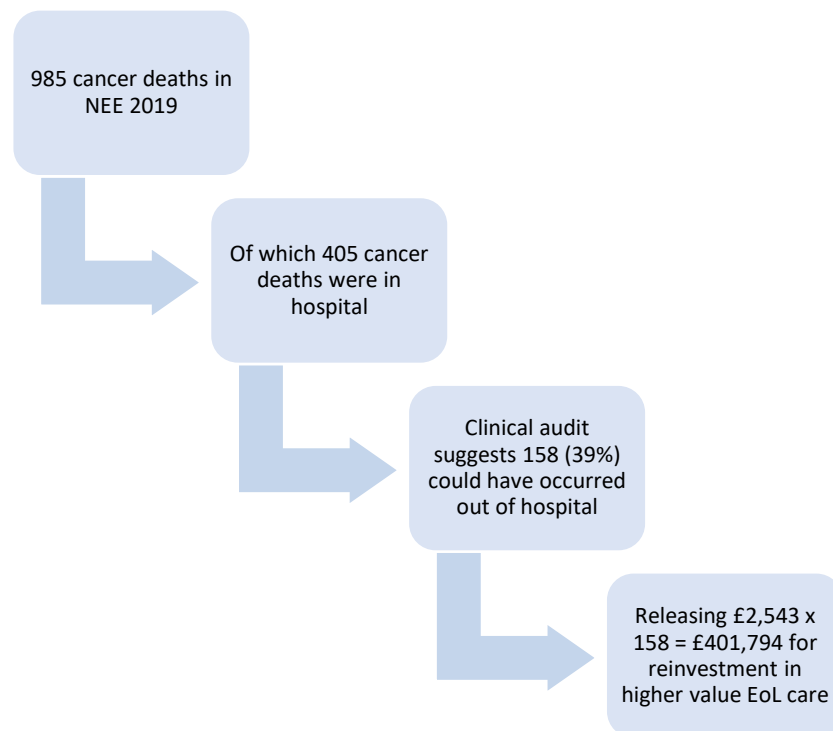 985 cancer deaths in
NEE 2019
Of which 405 cancer
deaths were in
hospital
Clinical audit
suggests 158 (39%)
could have occurred
out of hospital
Releasing £2,543 x
158 = £401,794 for
reinvestment in
higher value EoL care